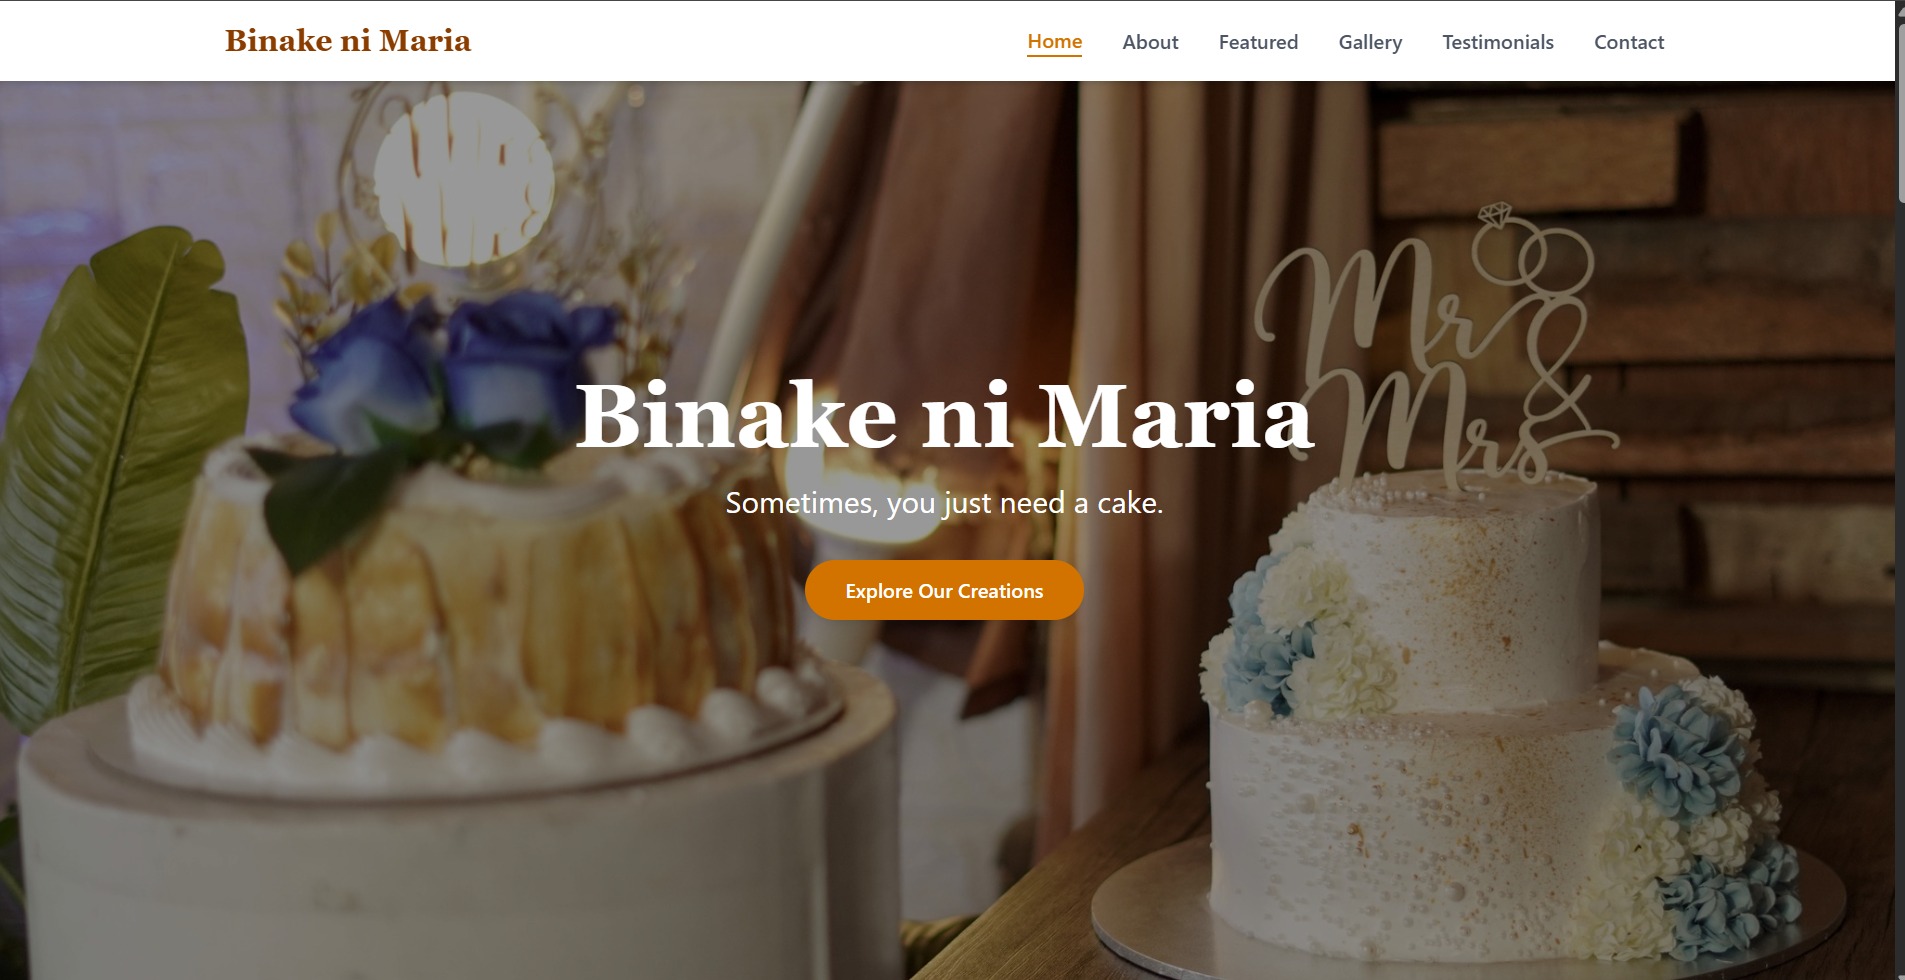 Binake ni Maria
Home About Featured Gallery Testimonials Contact
Mr
&
Mrs
Binake ni Maria
Sometimes, you just need a cake.
Explore Our Creations